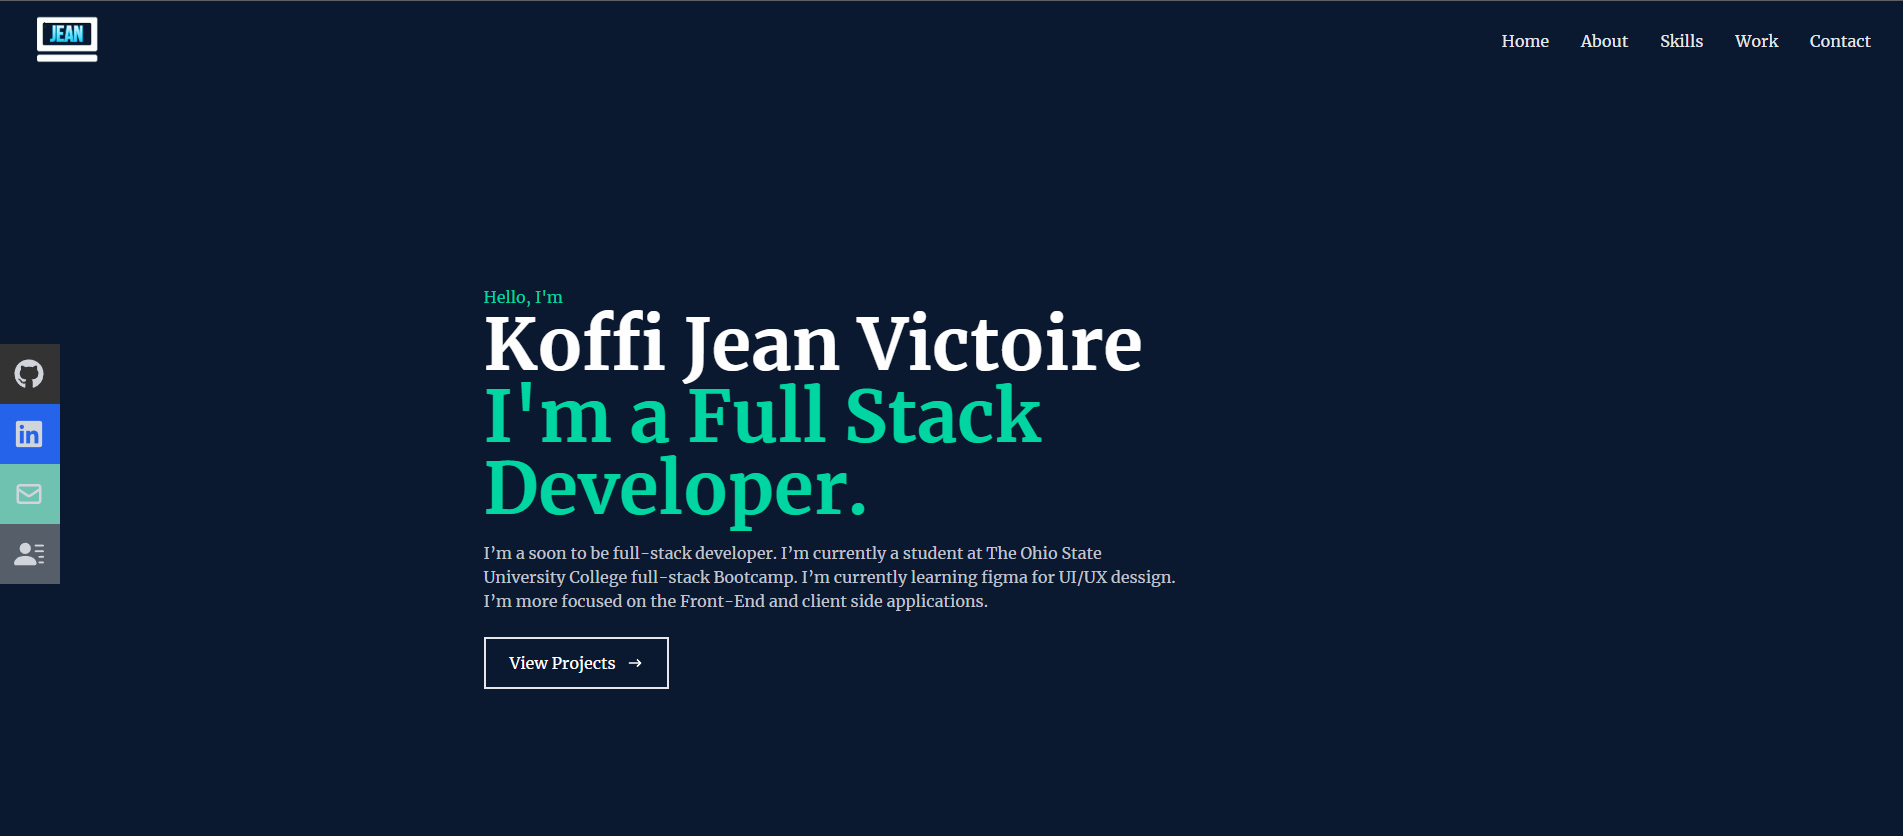 JEAN
Home About Skills Work Contact
Hello, I'm
Koffi Jean Victoire
I'm a Full Stack
Developer.
I’m a soon to be full-stack developer. I’m currently a student at The Ohio State
University College full-stack Bootcamp. I’m currently learning figma for UI/UX dessign.
I’m more focused on the Front-End and client side applications.
View Projects →
in